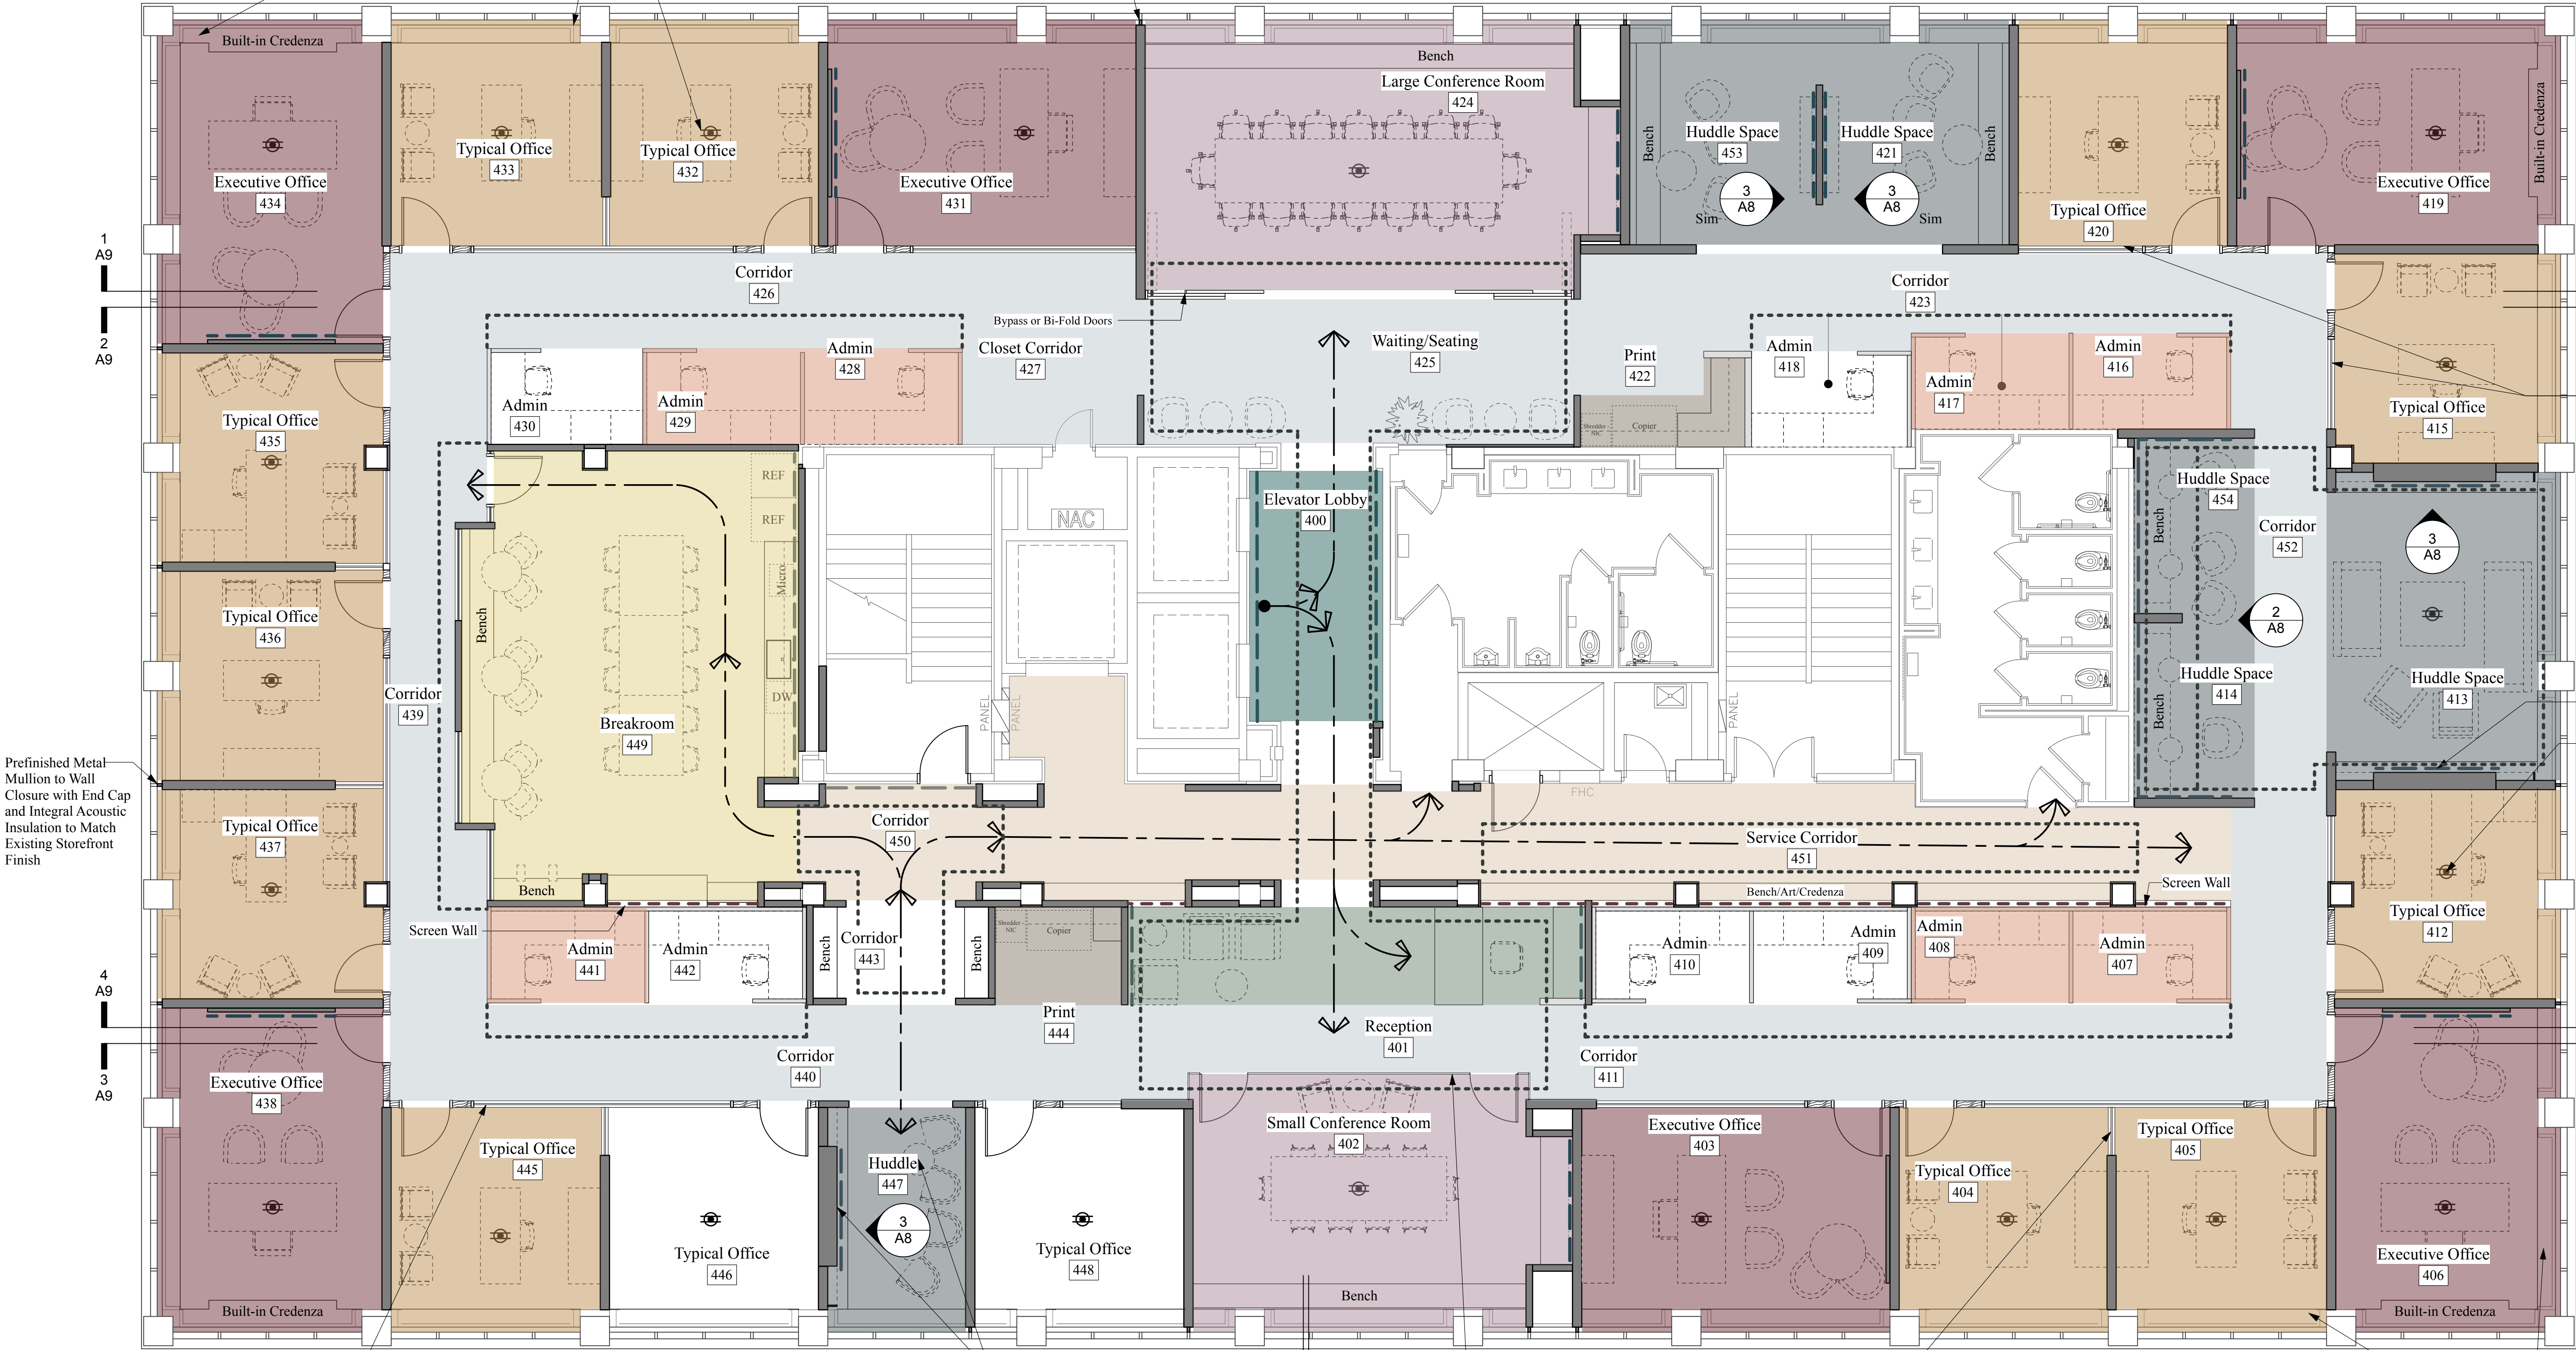 Built-in Credenza
Executive Office
434
Typical Office
433
Typical Office
432
Executive Office
431
Bench
Large Conference Room
424
Bench
Huddle Space
453
3
A8
Sim
Huddle Space
421
3
A8
Sim
Bench
Typical Office
420
Executive Office
419
Built-in Credenza
1
A9
2
A9
Corridor
426
Bypass or Bi-Fold Doors
Closet Corridor
427
Waiting/Seating
425
Corridor
423
Print
422
Shredder
NIC
Copier
Admin
418
Admin
417
Admin
416
Typical Office
415
Admin
430
Admin
429
Admin
428
Typical Office
435
REF
REF
Micro
DW
Bench
Breakroom
449
Bench
NAC
PANEL
PANEL
Elevator Lobby
400
PANEL
FHC
Huddle Space
454
Bench
Corridor
452
Huddle Space
414
Bench
2
A8
3
A8
Huddle Space
413
Typical Office
436
Corridor
439
Prefinished Metal
Mullion to Wall
Closure with End Cap
and Integral Acoustic
Insulation to Match
Existing Storefront
Finish
Typical Office
437
Corridor
450
Service Corridor
451
Bench/Art/Credenza
Screen Wall
Typical Office
412
Screen Wall
Admin
441
Admin
442
Bench
Corridor
443
Bench
Shredder
NIC
Copier
Print
444
Reception
401
Admin
410
Admin
409
Admin
408
Admin
407
4
A9
3
A9
Corridor
440
Corridor
411
Executive Office
438
Built-in Credenza
Typical Office
445
Typical Office
446
Huddle
447
3
A8
Typical Office
448
Small Conference Room
402
Bench
Executive Office
403
Typical Office
404
Typical Office
405
Executive Office
406
Built-in Credenza